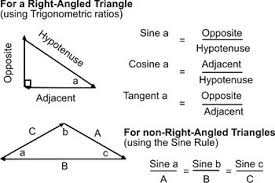 For a Right-Angled Triangle
(using Trigonometric ratios)
Opposite
Hypotenuse
a
Adjacent
Sine a = Opposite
Hypotenuse
Cosine a = Adjacent
Hypotenuse
Tangent a = Opposite
Adjacent
C
b
A
a
c
B
For non-Right-Angled Triangles
(using the Sine Rule)
Sine a = Sine b = Sine c
A B C